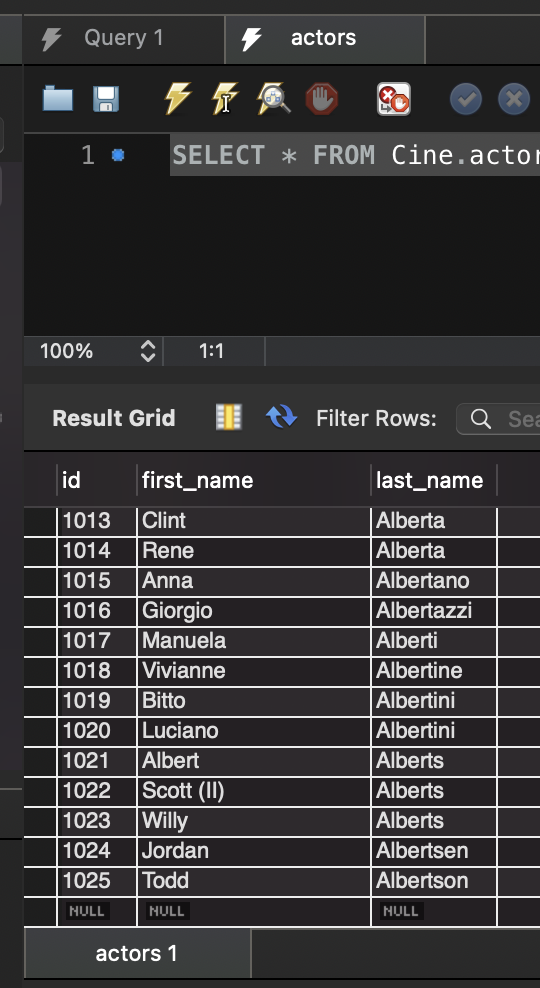 Query 1
actors
1 SELECT * FROM Cine.actor
100% 1:1
Result Grid Filter Rows: Sea
id first_name last_name
1013 Clint Alberta
1014 Rene Alberta
1015 Anna Albertano
1016 Giorgio Albertazzi
1017 Manuela Alberti
1018 Vivianne Albertine
1019 Bitto Albertini
1020 Luciano Albertini
1021 Albert Alberts
1022 Scott (II) Alberts
1023 Willy Alberts
1024 Jordan Albertsen
1025 Todd Albertson
NULL NULL NULL
actors 1